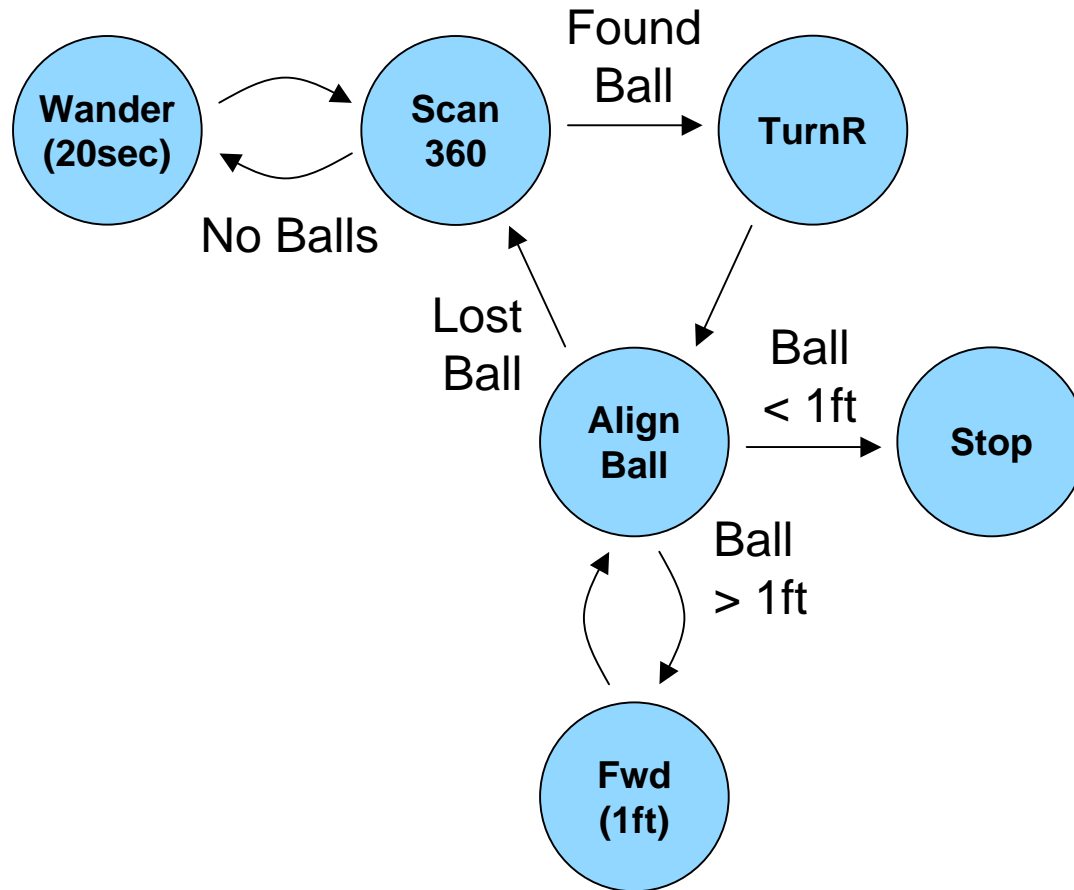 Found
Ball
Wander
(20sec)
Scan
360
TurnR
No Balls
Lost
Ball
Ball
< 1ft
Align
Ball
Stop
Ball
> 1ft
Fwd
(1ft)